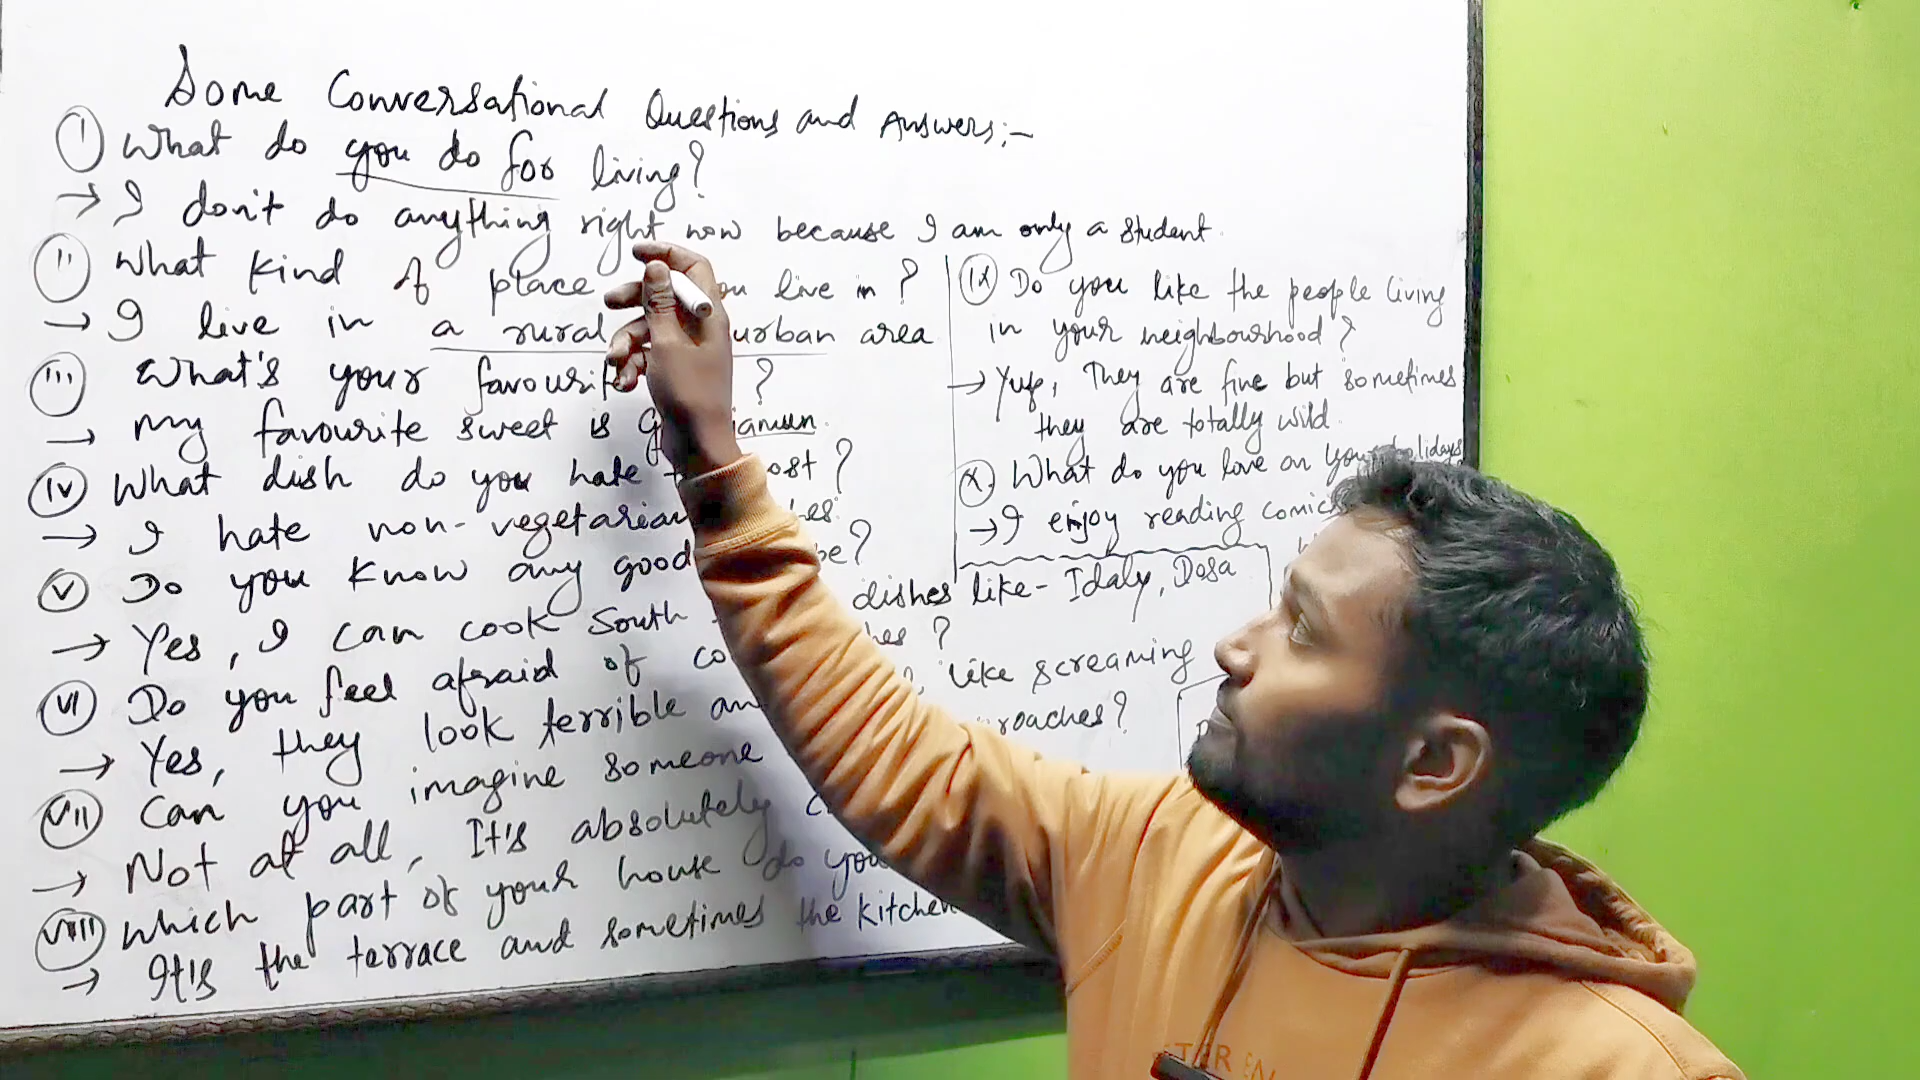 Some Conversational Questions and Answers:-
(i) What do you do for living?
→ I don't do anything right now because I am only a student.
(ii) What kind of place you live in?
→ I live in a rural urban area
(iii) What's your favourite ?
→ My favourite sweet is
(iv) What dish do you hate ?
→ I hate non-vegetarian
(v) Do you know any good ?
→ Yes, I can cook South dishes like - Idaly, Dosa
(vi) Do you feel afraid of ?
→ Yes, they look terrible like screaming
(vii) Can you imagine someone ?
→ Not at all, It's absolutely
(viii) Which part of your house do you
→ It's the terrace and sometimes the kitchen
(ix) Do you like the people living
in your neighbourhood?
→ Yup, They are fine but sometimes
they are totally wild.
(x) What do you love on your holidays
→ I enjoy reading comics